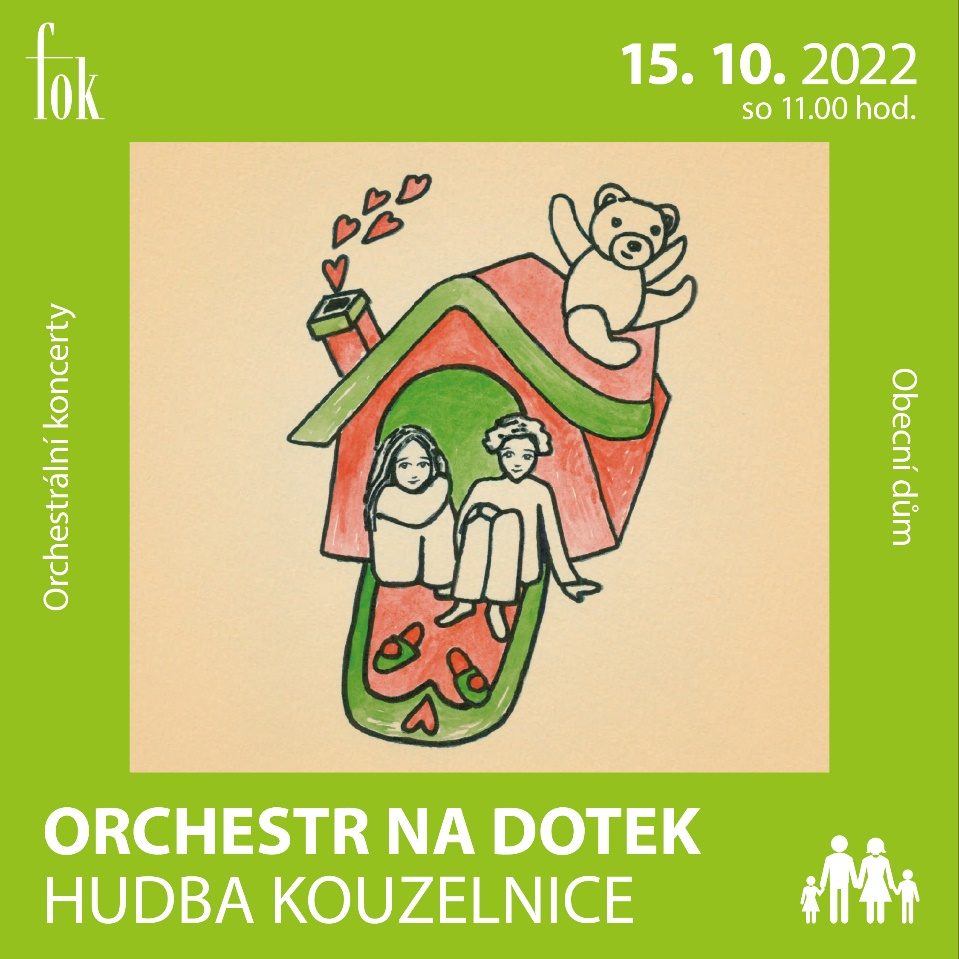 fok
15. 10. 2022
so 11.00 hod.
Orchestrální koncerty
Obecní dům
ORCHESTR NA DOTEK
HUDBA KOUZELNICE